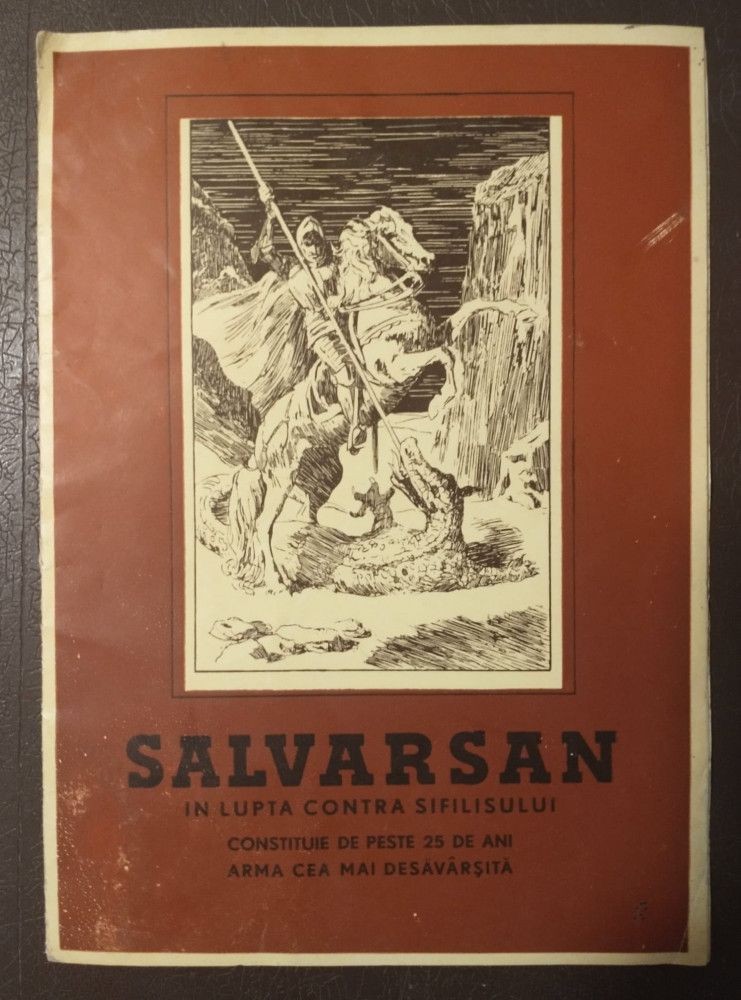 SALVARSAN
IN LUPTA CONTRA SIFILISULUI
CONSTITUIE DE PESTE 25 DE ANI
ARMA CEA MAI DESĂVÂRȘITĂ